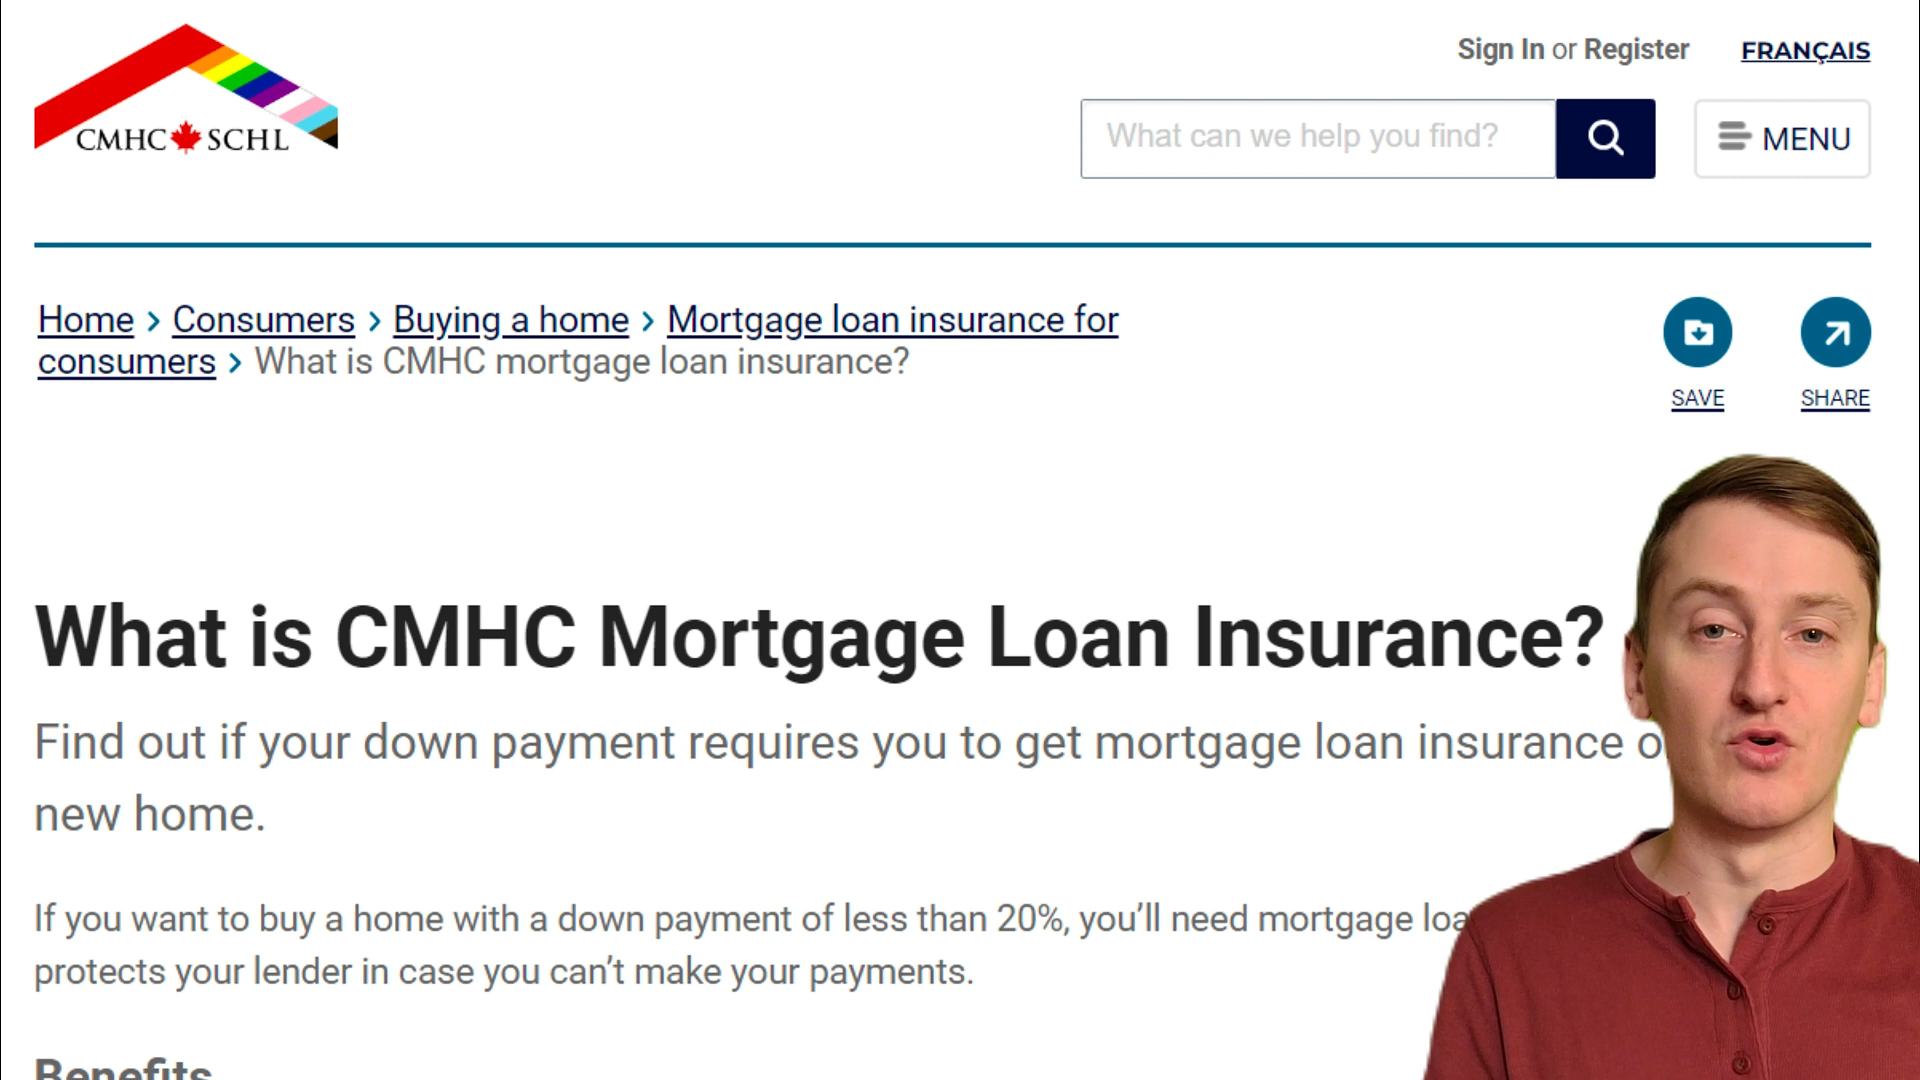 CMHC SCHL
Sign In or Register
FRANÇAIS
What can we help you find?
MENU
Home > Consumers > Buying a home > Mortgage loan insurance for
consumers > What is CMHC mortgage loan insurance?
SAVE
SHARE
What is CMHC Mortgage Loan Insurance?
Find out if your down payment requires you to get mortgage loan insurance
new home.
If you want to buy a home with a down payment of less than 20%, you’ll need mortgage
protects your lender in case you can’t make your payments.
Benefits